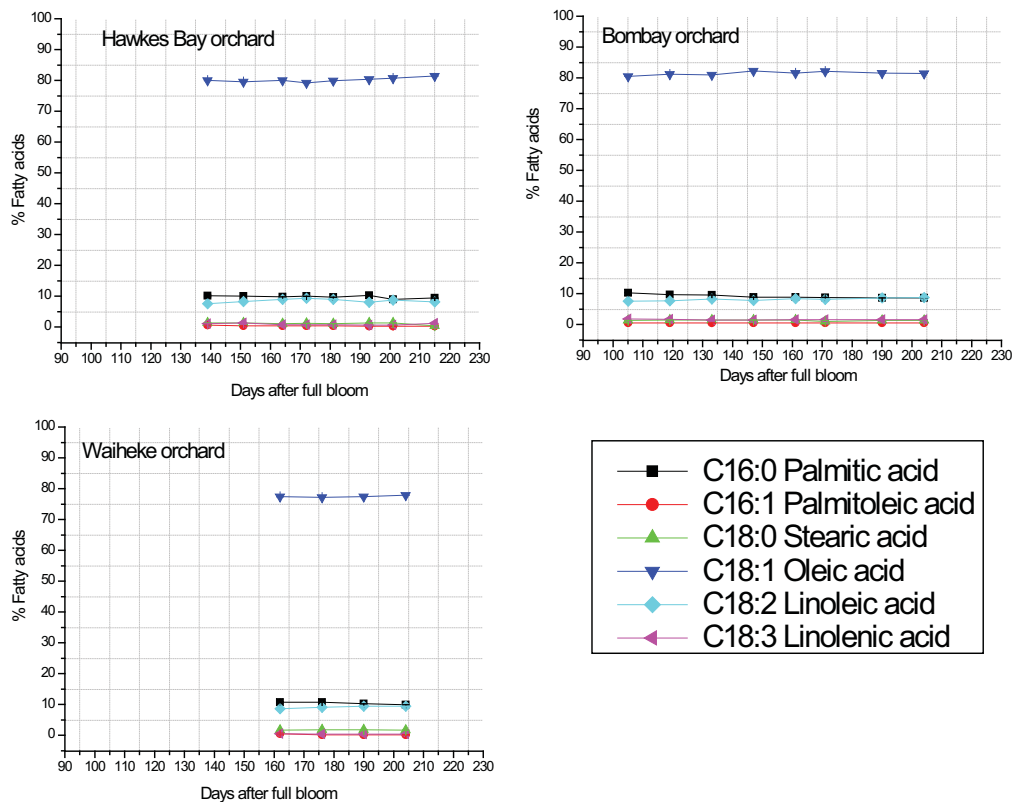 Hawkes Bay orchard
% Fatty acids
100
90
80
70
60
50
40
30
20
10
0
90 100 110 120 130 140 150 160 170 180 190 200 210 220 230
Days after full bloom
Bombay orchard
% Fatty acids
100
90
80
70
60
50
40
30
20
10
0
90 100 110 120 130 140 150 160 170 180 190 200 210 220 230
Days after full bloom
Waiheke orchard
% Fatty acids
100
90
80
70
60
50
40
30
20
10
0
90 100 110 120 130 140 150 160 170 180 190 200 210 220 230
Days after full bloom
C16:0 Palmitic acid
C16:1 Palmitoleic acid
C18:0 Stearic acid
C18:1 Oleic acid
C18:2 Linoleic acid
C18:3 Linolenic acid